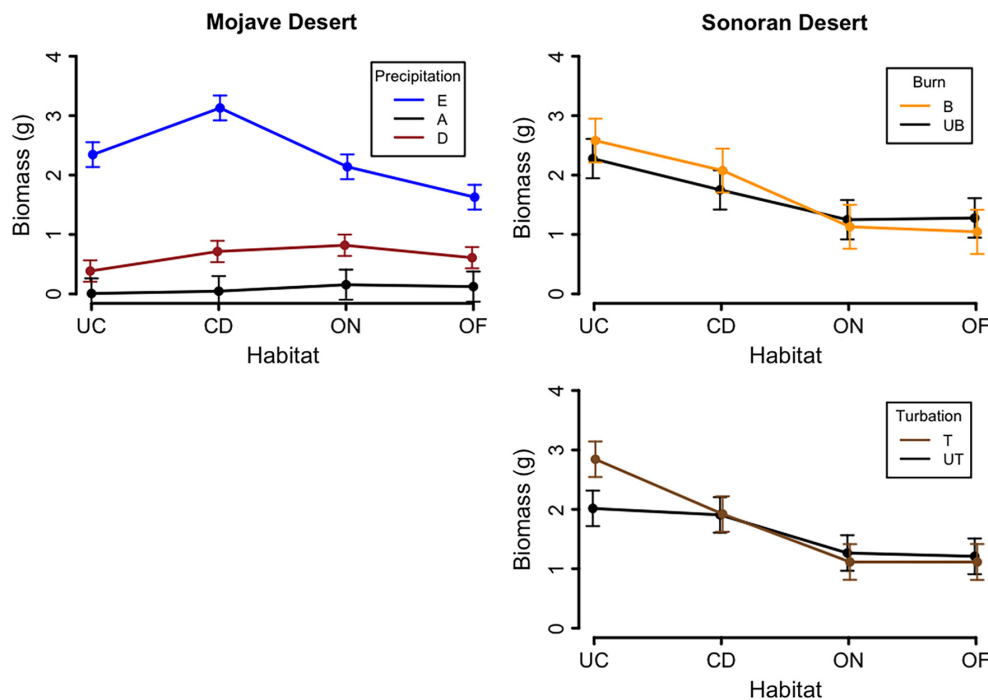 Mojave Desert
Biomass (g)
4
3
2
1
0
Precipitation
E
A
D
UC CD ON OF
Habitat
Sonoran Desert
Biomass (g)
4
3
2
1
0
Burn
B
UB
UC CD ON OF
Habitat
Biomass (g)
4
3
2
1
0
Turbation
T
UT
UC CD ON OF
Habitat